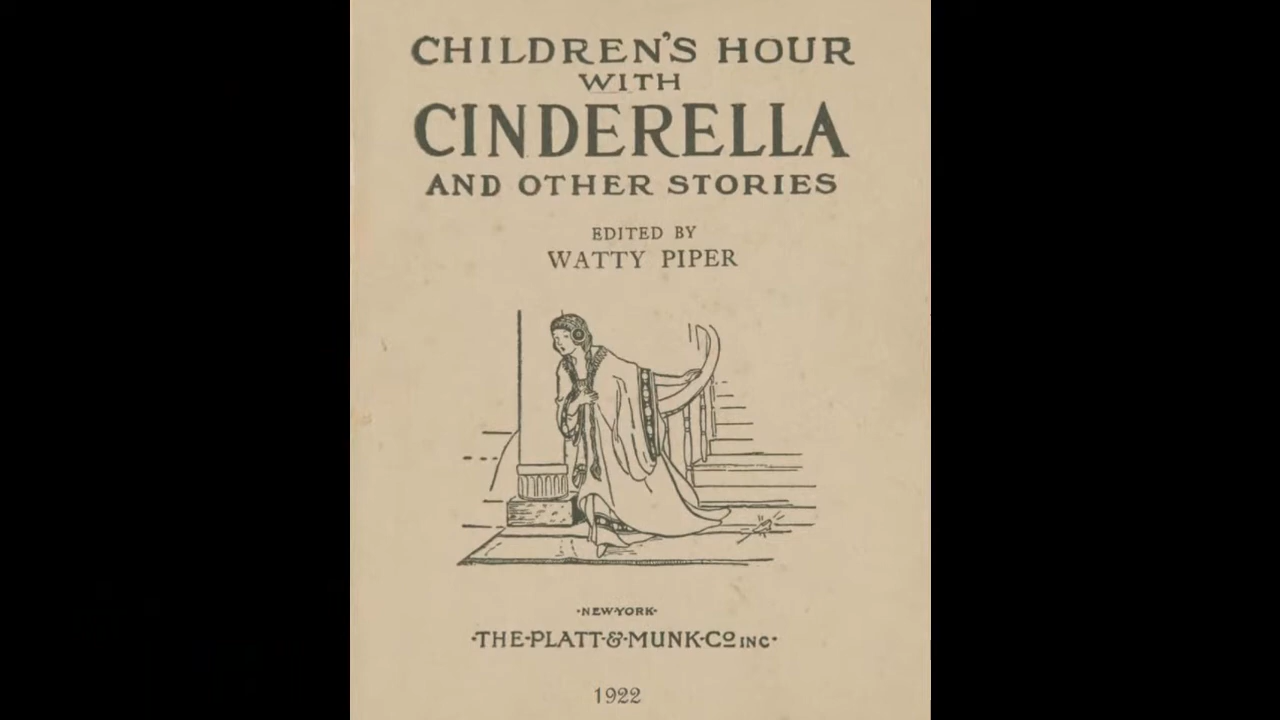 CHILDREN'S HOUR
WITH
CINDERELLA
AND OTHER STORIES
EDITED BY
WATTY PIPER
·NEW·YORK·
·THE·PLATT·&·MUNK·Co INC·
1922